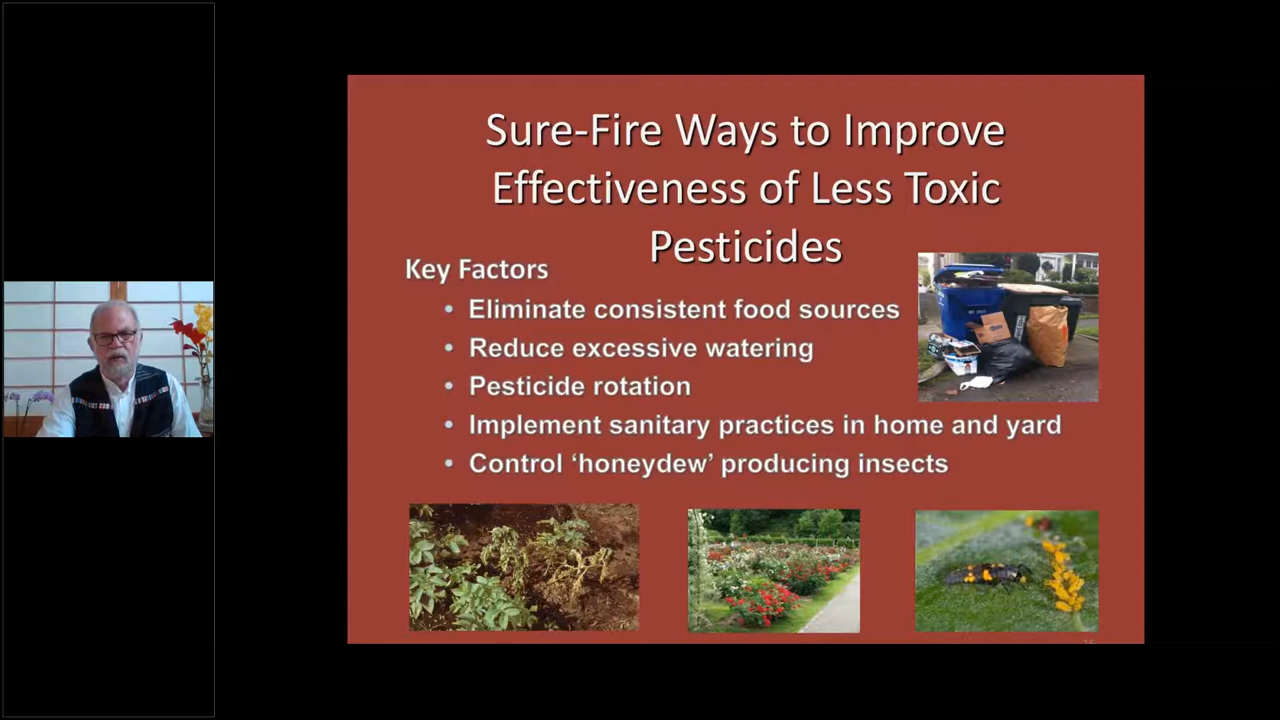 Sure-Fire Ways to Improve
Effectiveness of Less Toxic
Pesticides
Key Factors
• Eliminate consistent food sources
• Reduce excessive watering
• Pesticide rotation
• Implement sanitary practices in home and yard
• Control ‘honeydew’ producing insects